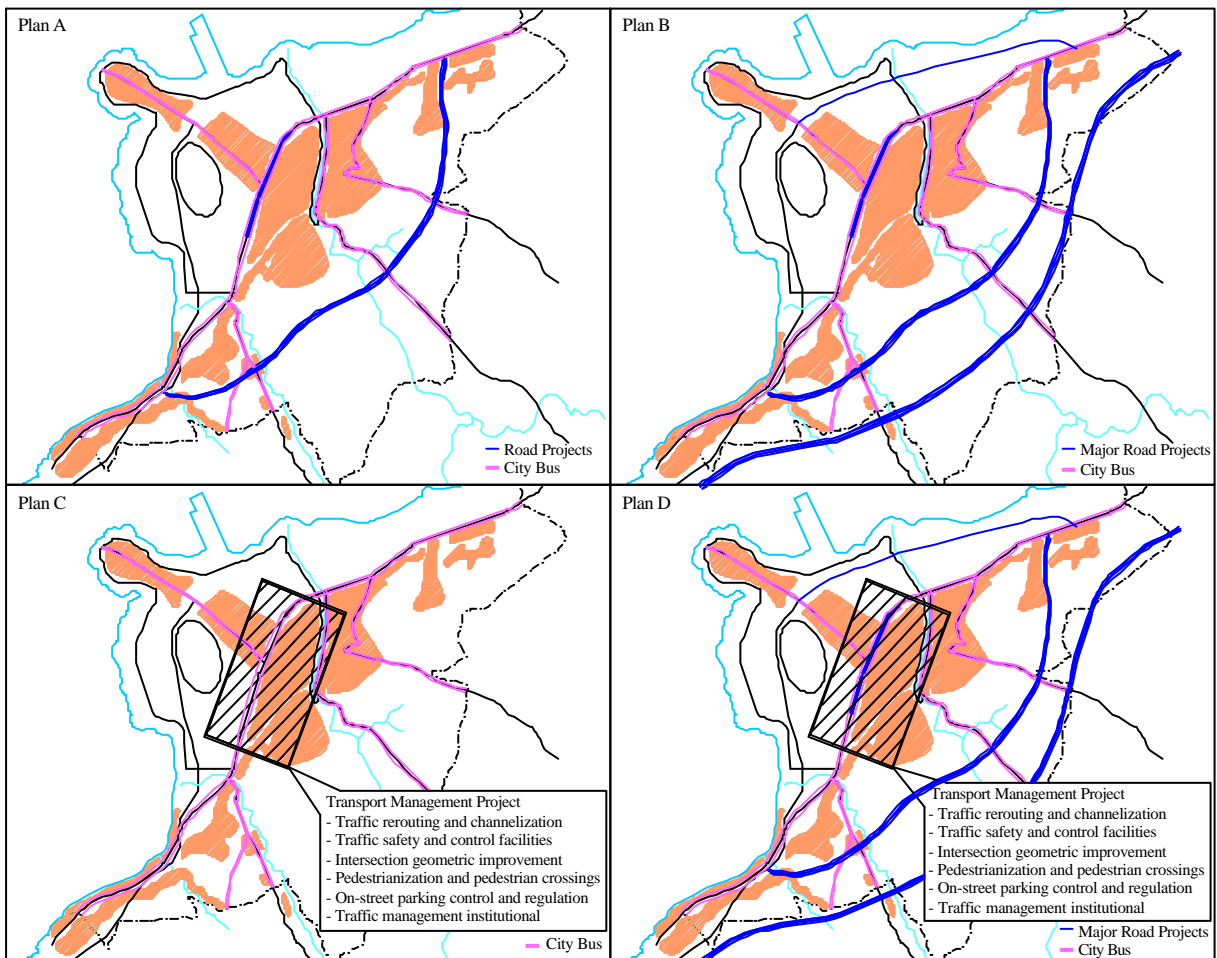 Plan A
Road Projects
City Bus
Plan B
Major Road Projects
City Bus
Plan C
Transport Management Project
- Traffic rerouting and channelization
- Traffic safety and control facilities
- Intersection geometric improvement
- Pedestrianization and pedestrian crossings
- On-street parking control and regulation
- Traffic management institutional
City Bus
Plan D
Transport Management Project
- Traffic rerouting and channelization
- Traffic safety and control facilities
- Intersection geometric improvement
- Pedestrianization and pedestrian crossings
- On-street parking control and regulation
- Traffic management institutional
Major Road Projects
City Bus